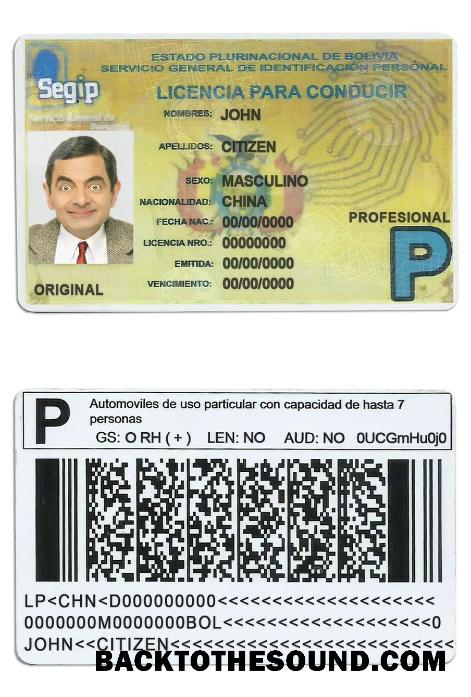 ESTADO PLURINACIONAL DE BOLIVIA
SERVICIO GENERAL DE IDENTIFICACIÓN PERSONAL
Segip
Servicio General de
LICENCIA PARA CONDUCIR
NOMBRES: JOHN
APELLIDOS: CITIZEN
SEXO: MASCULINO
NACIONALIDAD: CHINA
FECHA NAC.: 00/00/0000
LICENCIA NRO.: 00000000
EMITIDA: 00/00/0000
VENCIMIENTO: 00/00/0000
PROFESIONAL
P
ORIGINAL
P
Automoviles de uso particular con capacidad de hasta 7
personas
GS: O RH ( + ) LEN: NO AUD: NO 0UCGmHu0j0
LP<CHN<D000000000<<<<<<<<<<<<<<<<<<<<
0000000M0000000BOL<<<<<<<<<<<<<<<<<<<0
JOHN<<CITIZEN<<<<<<<<<<<<<<<<<<<<<<<<
BACKTOTHESOUND.COM